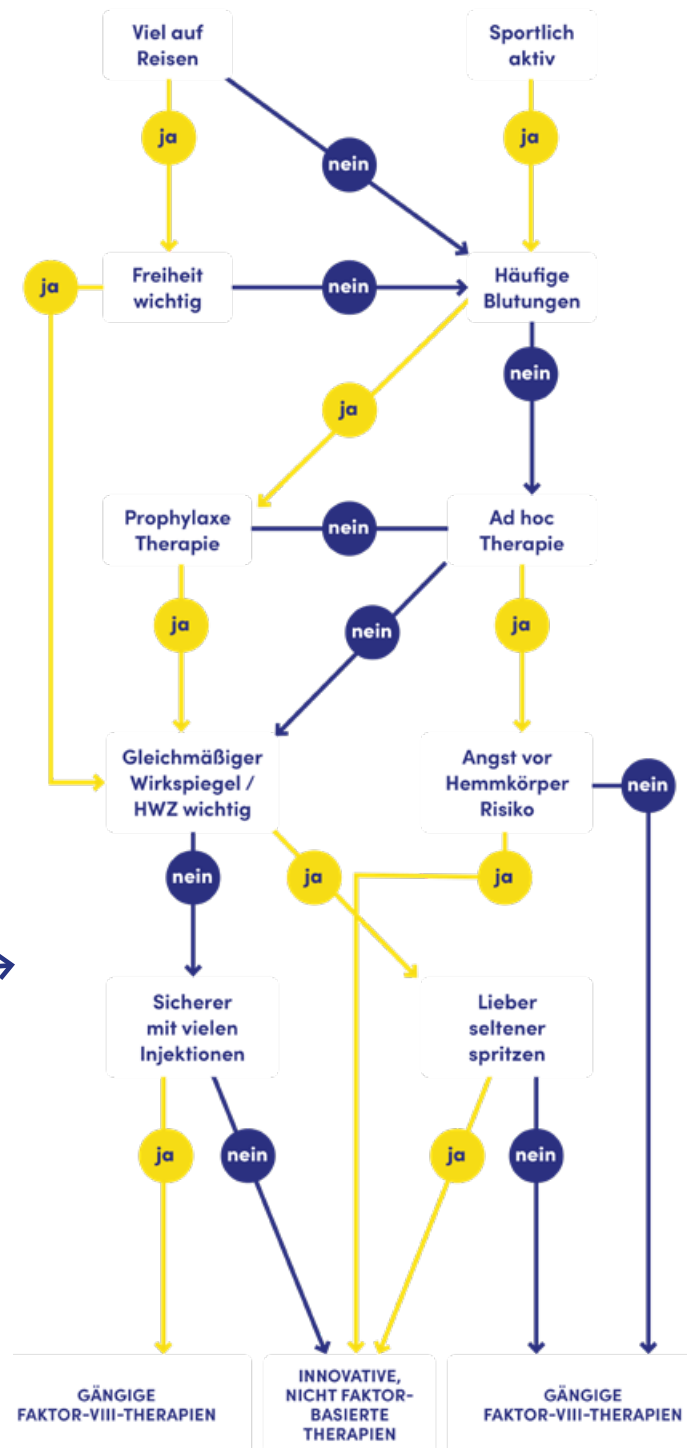 Viel auf
Reisen
Sportlich
aktiv
ja
ja
nein
Freiheit
wichtig
Häufige
Blutungen
ja
nein
nein
ja
Prophylaxe
Therapie
nein
Ad hoc
Therapie
ja
nein
ja
Gleichmäßiger
Wirkspiegel /
HWZ wichtig
Angst vor
Hemmkörper
Risiko
nein
nein
ja
ja
Sicherer
mit vielen
Injektionen
Lieber
seltener
spritzen
ja
nein
ja
nein
GÄNGIGE
FAKTOR-VIII-THERAPIEN
INNOVATIVE,
NICHT FAKTOR-
BASIERTE
THERAPIEN
GÄNGIGE
FAKTOR-VIII-THERAPIEN